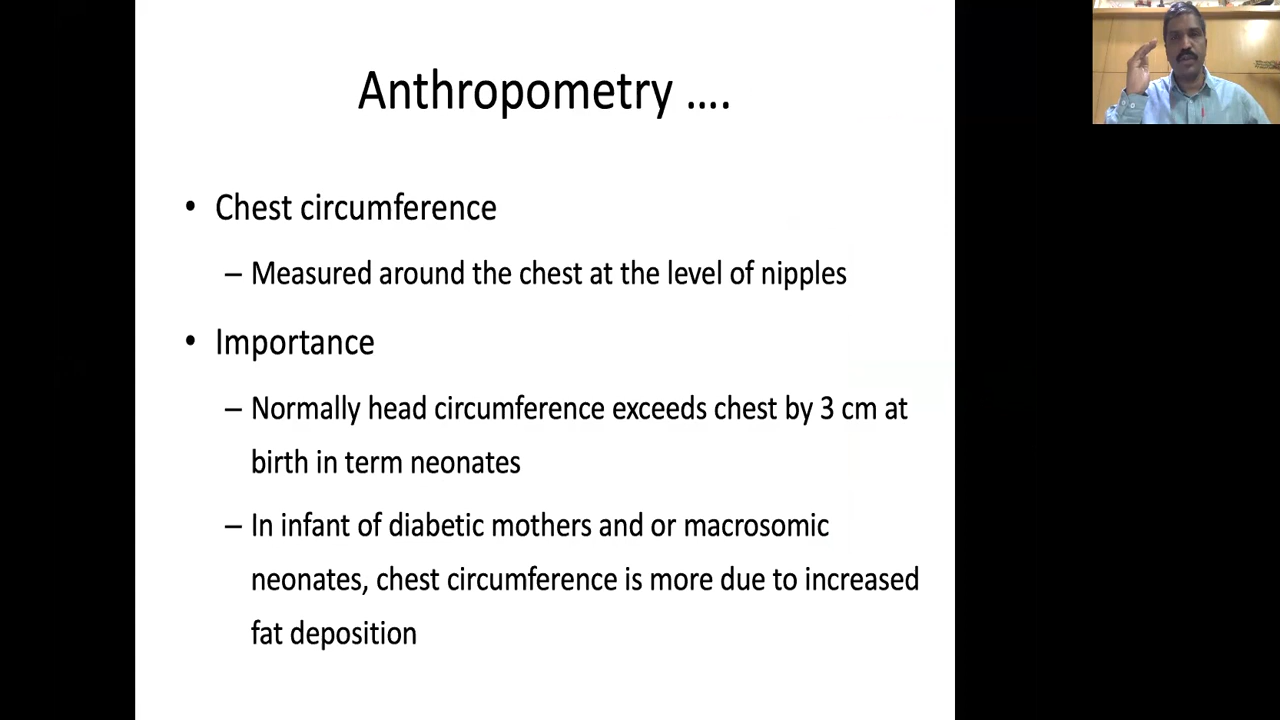 Anthropometry ....
• Chest circumference
– Measured around the chest at the level of nipples
• Importance
– Normally head circumference exceeds chest by 3 cm at
birth in term neonates
– In infant of diabetic mothers and or macrosomic
neonates, chest circumference is more due to increased
fat deposition